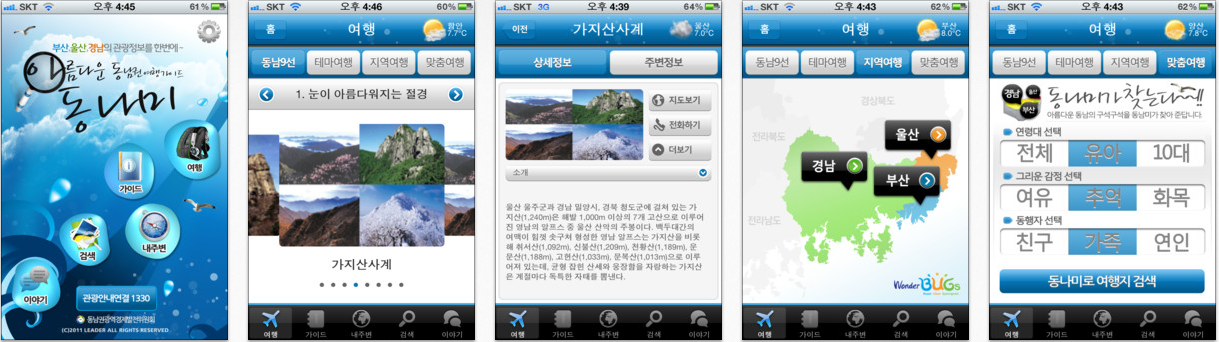 SKT 오후 4:45 61%
부산.울산.경남의 관광정보를 한번에~
아름다운 동남권여행가이드
동나미
여행
가이드
내주변
검색
이야기
관광안내연결 1330
동남권광역경제발전위원회
(C)2011 LEADER ALL RIGHTS RESERVED
SKT 오후 4:46 60%
홈 여행 함안 7.7°C
동남9선 테마여행 지역여행 맞춤여행
1. 눈이 아름다워지는 절경
가지산사계
여행 가이드 내주변 검색 이야기
SKT 3G 오후 4:39 64%
이전 가지산사계 울산 7.0°C
상세정보 주변정보
지도보기
전화하기
더보기
소개
울산 울주군과 경남 밀양시, 경북 청도군에 걸쳐 있는 가
지산(1,240m)은 해발 1,000m 이상의 7개 고산으로 이루어
진 영남의 알프스 중 울산 산악의 주봉이다. 백두대간의
여맥이 힘껏 솟구쳐 형성한 영남 알프스는 가지산을 비롯
해 취서산(1,092m), 신불산(1,209m), 천황산(1,189m), 운
문산(1,188m), 고헌산(1,033m), 문복산(1,013m)으로 이루
어져 있는데, 균형 잡힌 산세와 웅장함을 자랑하는 가지산
은 계절마다 독특한 자태를 뽐낸다.
여행 가이드 내주변 검색 이야기
SKT 오후 4:43 62%
홈 여행 부산 8.0°C
동남9선 테마여행 지역여행 맞춤여행
경상북도
전라북도
울산
경남
부산
전라남도
Wonder BUGs
여행 가이드 내주변 검색 이야기
SKT 오후 4:43 62%
홈 여행 양산 7.8°C
동남9선 테마여행 지역여행 맞춤여행
경남 울산 부산
동나미가 찾는다~!!
아름다운 동남의 구석구석을 동남미가 찾아 준답니다.
연령대 선택
전체 유아 10대
그리운 감정 선택
여유 추억 화목
동행자 선택
친구 가족 연인
동나미로 여행지 검색
여행 가이드 내주변 검색 이야기